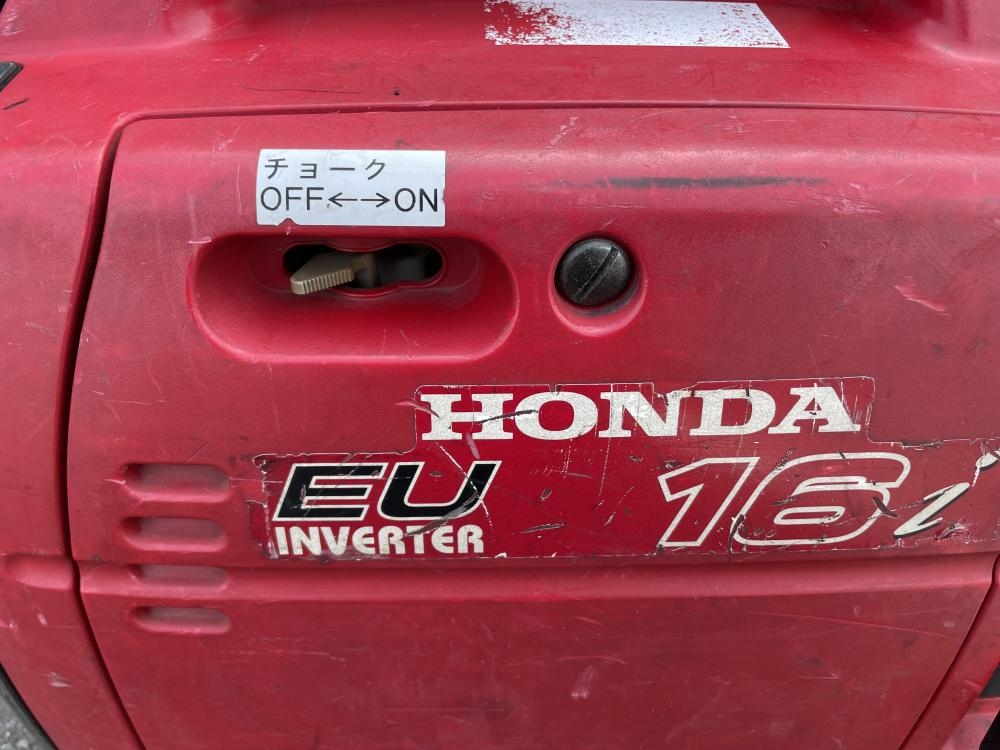 チョーク
OFF←→ON
HONDA
EU 16i
INVERTER